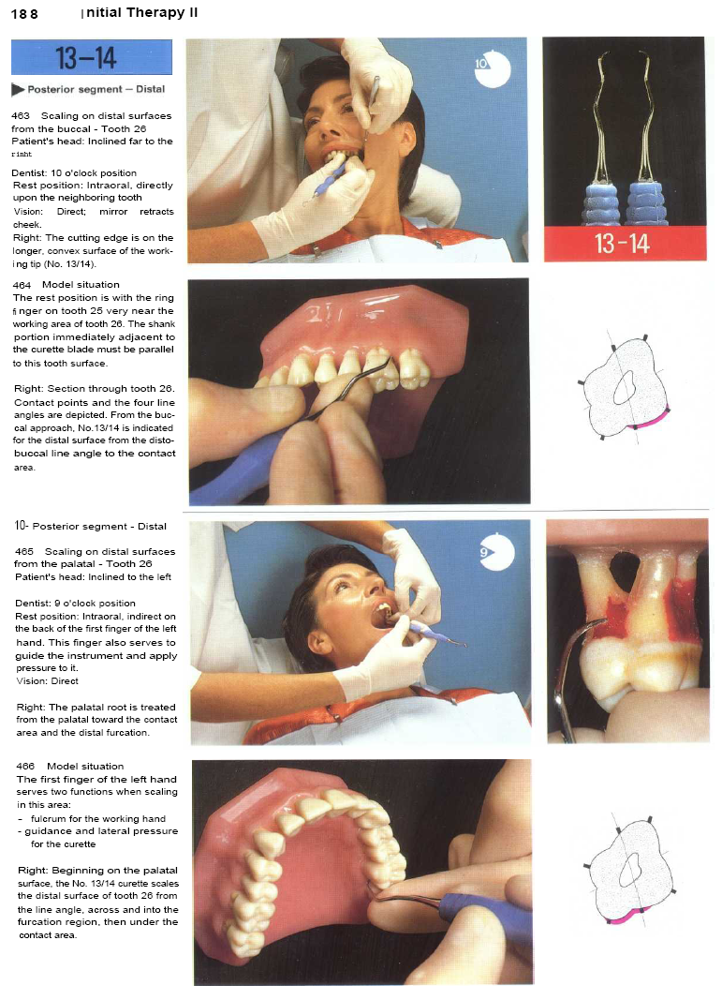 188 Initial Therapy II
13–14
Posterior segment – Distal
463 Scaling on distal surfaces
from the buccal - Tooth 26
Patient's head: Inclined far to the
rinht
Dentist: 10 o'clock position
Rest position: Intraoral, directly
upon the neighboring tooth
Vision: Direct; mirror retracts
cheek.
Right: The cutting edge is on the
longer, convex surface of the work-
ing tip (No. 13/14).
10
13-14
464 Model situation
The rest position is with the ring
finger on tooth 25 very near the
working area of tooth 26. The shank
portion immediately adjacent to
the curette blade must be parallel
to this tooth surface.
Right: Section through tooth 26.
Contact points and the four line
angles are depicted. From the buc-
cal approach, No.13/14 is indicated
for the distal surface from the disto-
buccal line angle to the contact
area.
10- Posterior segment - Distal
465 Scaling on distal surfaces
from the palatal - Tooth 26
Patient's head: Inclined to the left
Dentist: 9 o'clock position
Rest position: Intraoral, indirect on
the back of the first finger of the left
hand. This finger also serves to
guide the instrument and apply
pressure to it.
Vision: Direct
Right: The palatal root is treated
from the palatal toward the contact
area and the distal furcation.
9
466 Model situation
The first finger of the left hand
serves two functions when scaling
in this area:
- fulcrum for the working hand
- guidance and lateral pressure
for the curette
Right: Beginning on the palatal
surface, the No. 13/14 curette scales
the distal surface of tooth 26 from
the line angle, across and into the
furcation region, then under the
contact area.